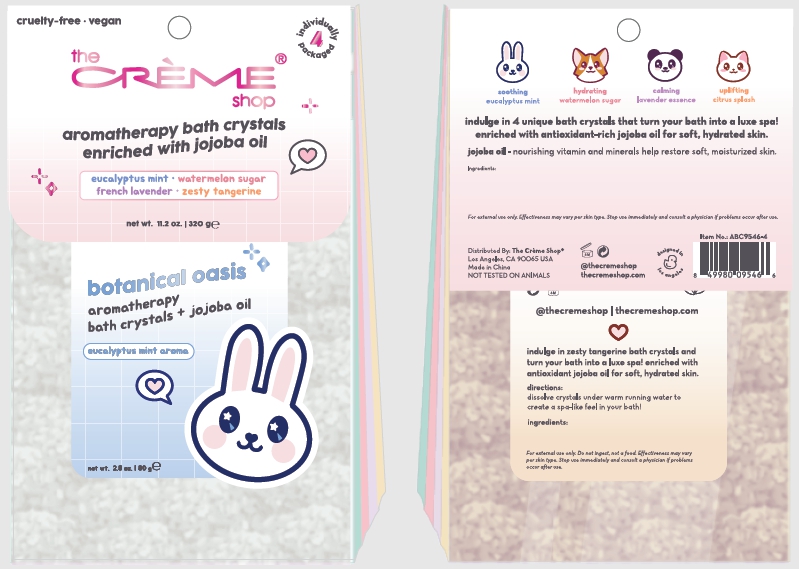 cruelty-free · vegan
individually
4
packaged
the
CRÈME®
shop
aromatherapy bath crystals
enriched with jojoba oil
eucalyptus mint · watermelon sugar
french lavender · zesty tangerine
net wt. 11.2 oz. | 320 g℮
botanical oasis
aromatherapy
bath crystals + jojoba oil
eucalyptus mint aroma
net wt. 2.8 oz. | 80 g℮
soothing
eucalyptus mint
hydrating
watermelon sugar
calming
lavender essence
uplifting
citrus splash
indulge in 4 unique bath crystals that turn your bath into a luxe spa!
enriched with antioxidant-rich jojoba oil for soft, hydrated skin.
jojoba oil - nourishing vitamin and minerals help restore soft, moisturized skin.
Ingredients:
For external use only. Effectiveness may vary per skin type. Stop use immediately and consult a physician if problems occur after use.
Distributed By: The Crème Shop®
Los Angeles, CA 90065 USA
Made in China
NOT TESTED ON ANIMALS
@thecremeshop
thecremeshop.com
designed in
los angeles
Item No.: ABC9546-4
8 49980 09546 6
@thecremeshop | thecremeshop.com
indulge in zesty tangerine bath crystals and
turn your bath into a luxe spa! enriched with
antioxidant jojoba oil for soft, hydrated skin.
directions:
dissolve crystals under warm running water to
create a spa-like feel in your bath!
ingredients:
For external use only. Do not ingest, not a food. Effectiveness may vary
per skin type. Stop use immediately and consult a physician if problems
occur after use.